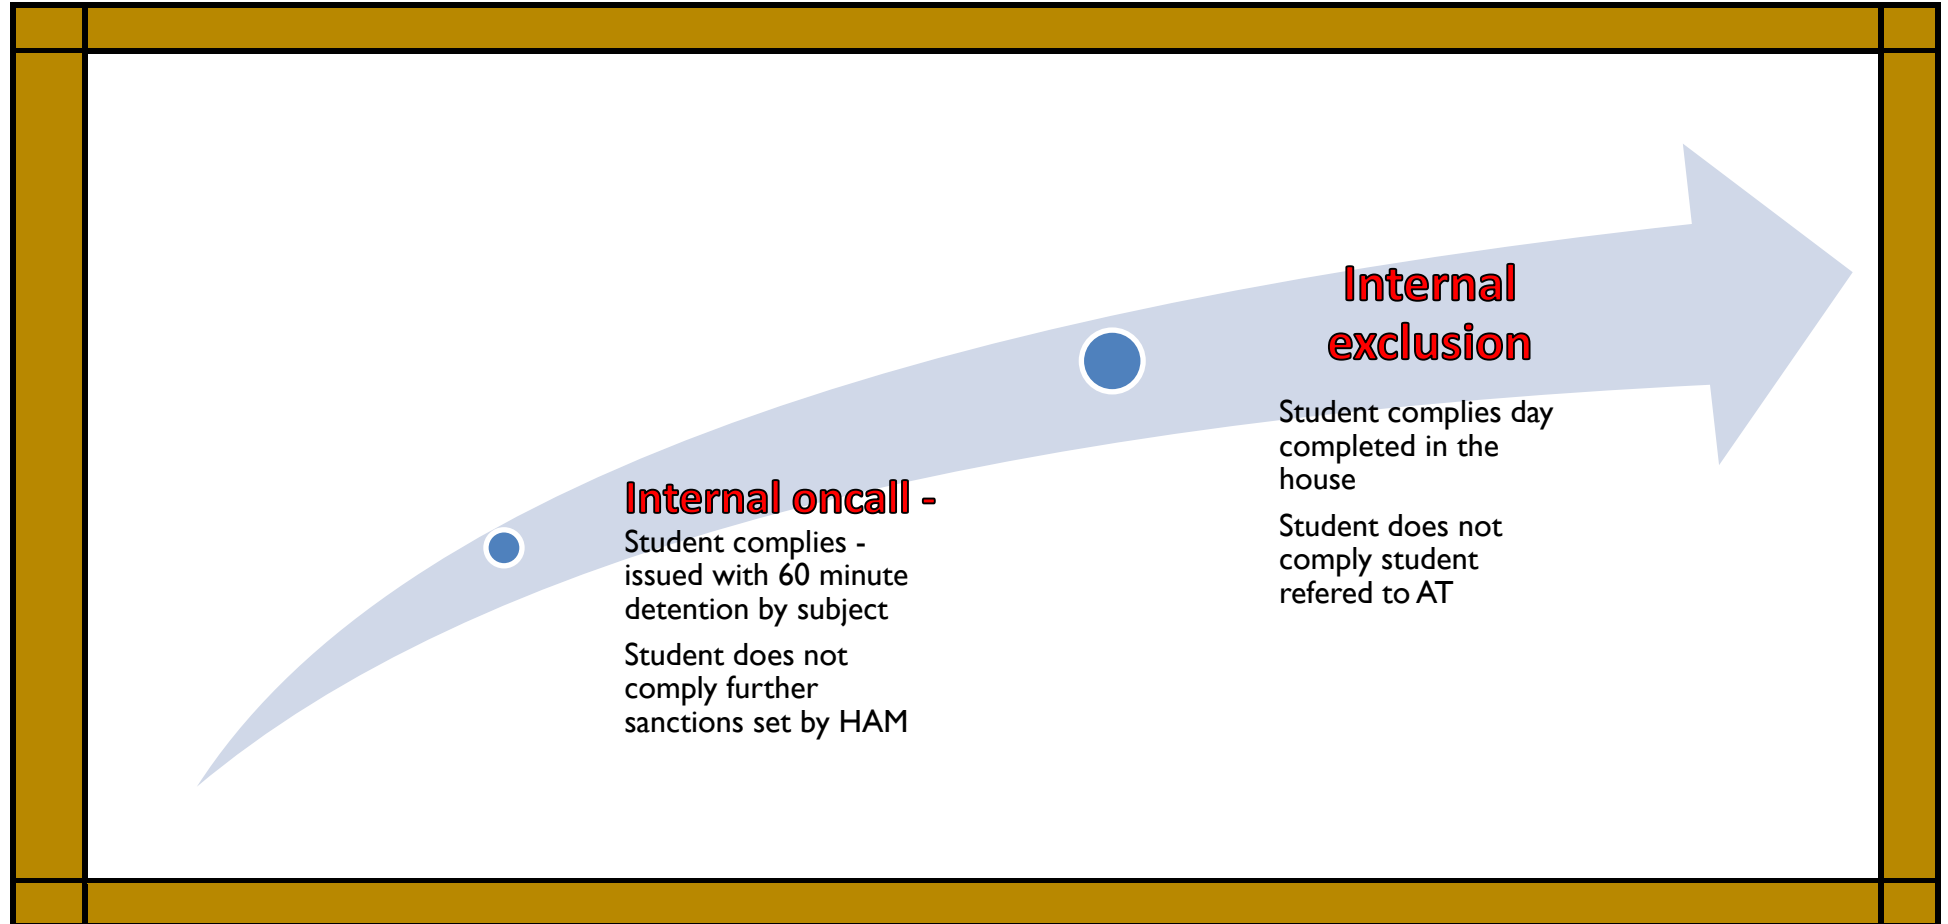 Internal oncall -
Student complies -
issued with 60 minute
detention by subject
Student does not
comply further
sanctions set by HAM
Internal
exclusion
Student complies day
completed in the
house
Student does not
comply student
refered to AT